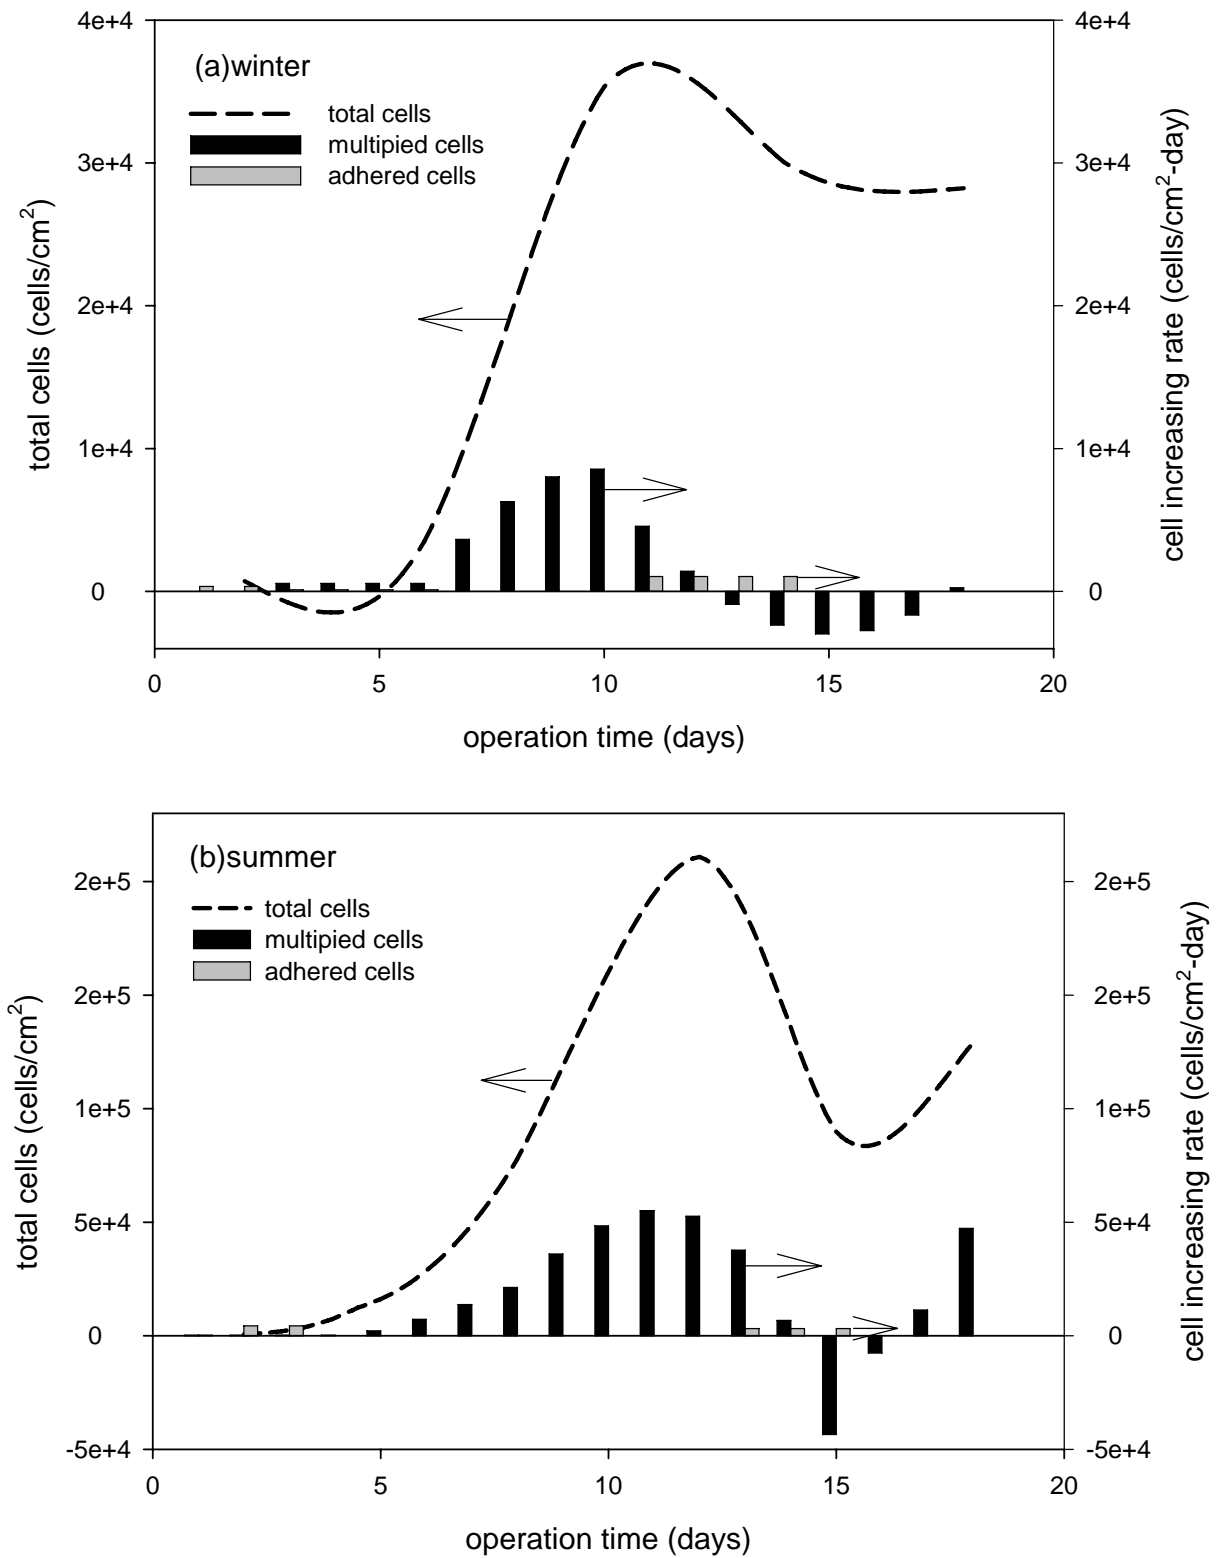 4e+4
4e+4
(a)winter
total cells
multipied cells
adhered cells
3e+4
3e+4
2e+4
2e+4
1e+4
1e+4
0
0
total cells (cells/cm²)
cell increasing rate (cells/cm²-day)
0
5
10
15
20
operation time (days)
(b)summer
total cells
multipied cells
adhered cells
2e+5
2e+5
2e+5
2e+5
1e+5
1e+5
5e+4
5e+4
0
0
-5e+4
-5e+4
total cells (cells/cm²)
cell increasing rate (cells/cm²-day)
0
5
10
15
20
operation time (days)